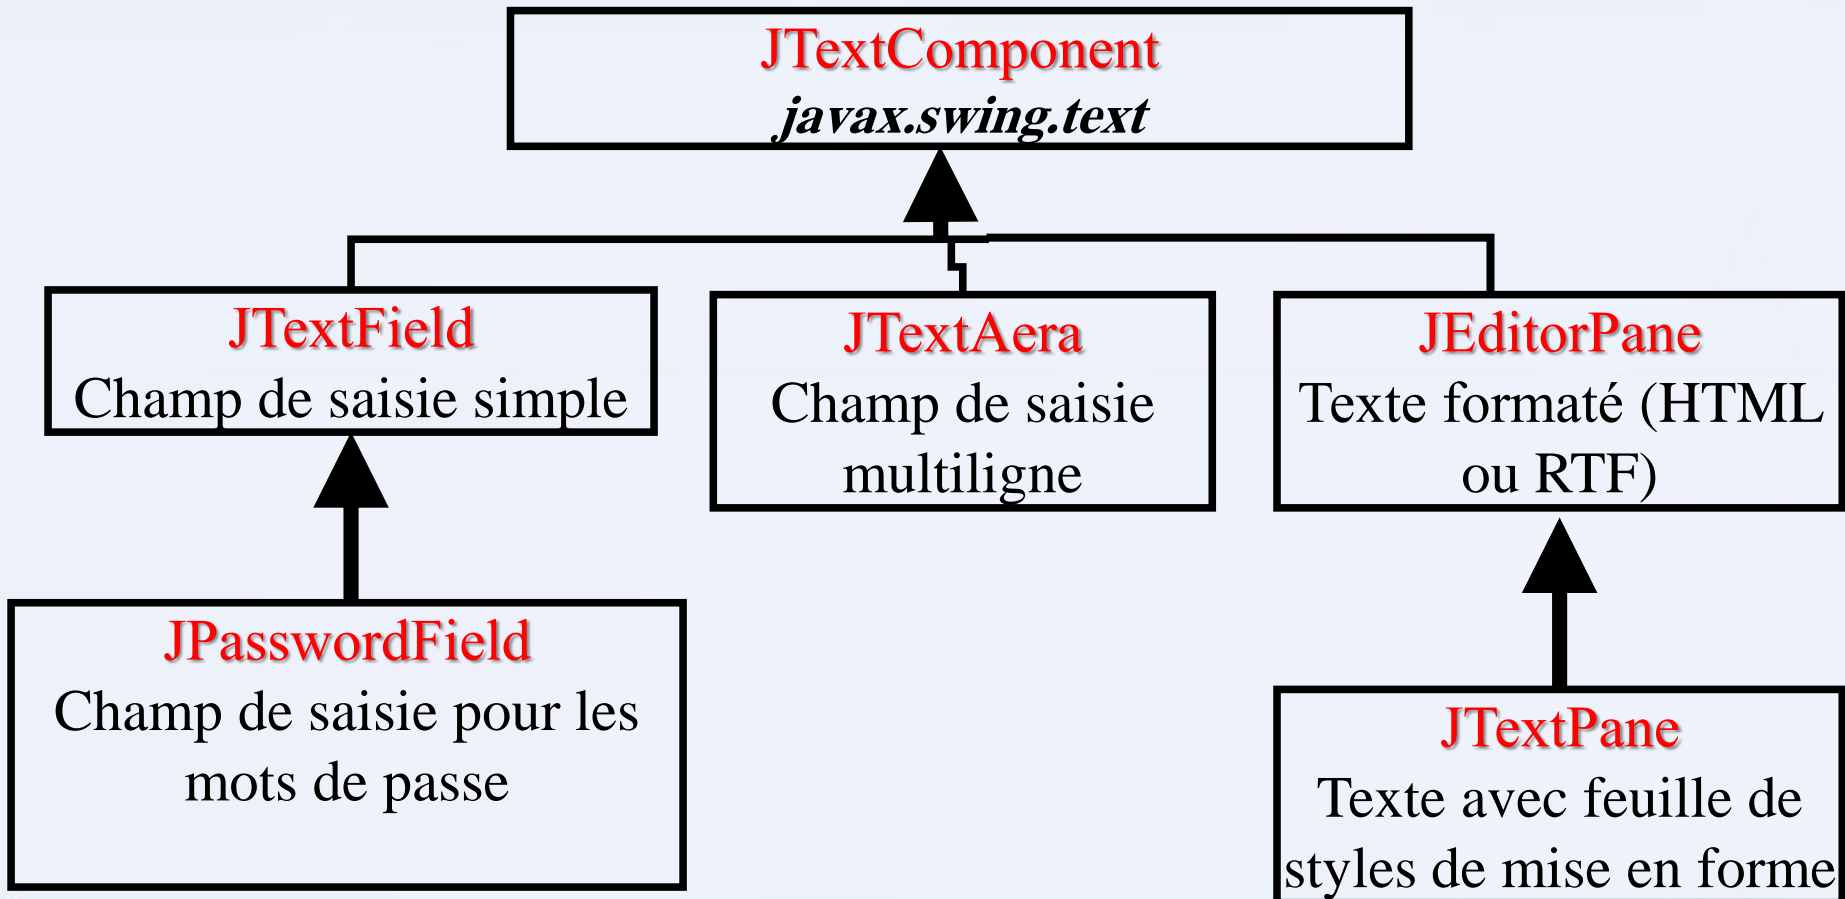 JTextComponent
javax.swing.text
JTextField
Champ de saisie simple
JTextAera
Champ de saisie
multiligne
JEditorPane
Texte formaté (HTML
ou RTF)
JPasswordField
Champ de saisie pour les
mots de passe
JTextPane
Texte avec feuille de
styles de mise en forme